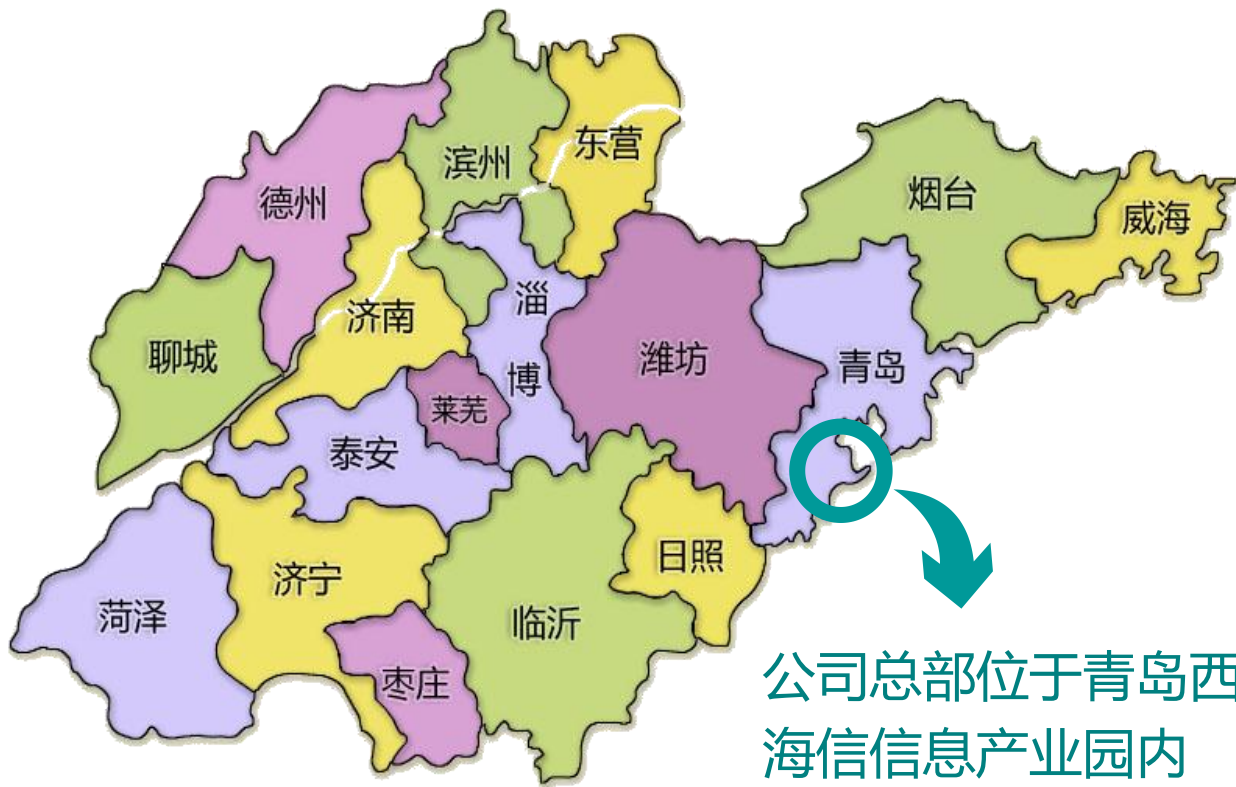 滨州
东营
德州
烟台
威海
淄
博
济南
聊城
潍坊
青岛
莱芜
泰安
日照
济宁
菏泽
临沂
枣庄
公司总部位于青岛西
海信信息产业园内